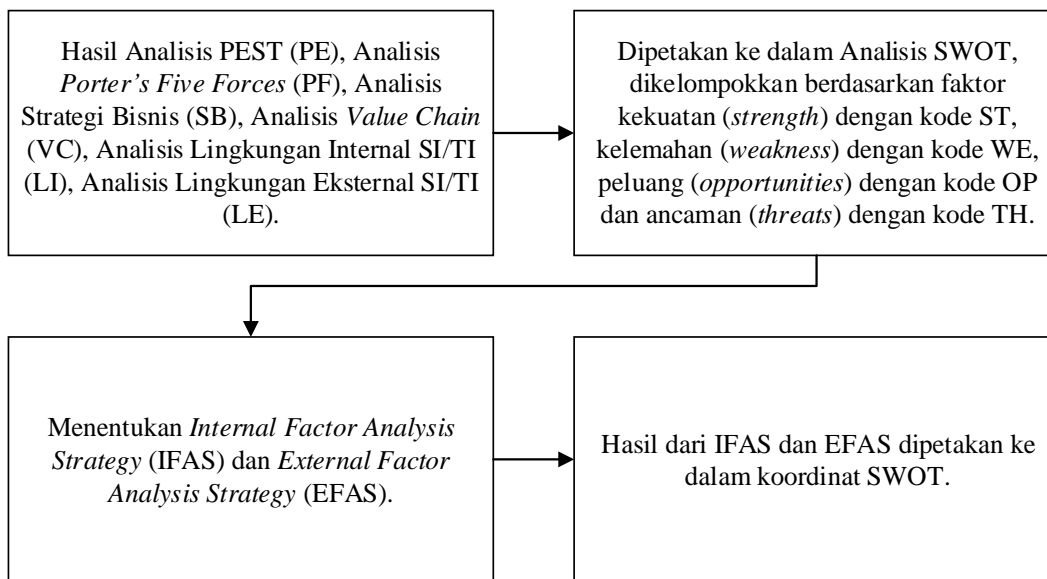 Hasil Analisis PEST (PE), Analisis
Porter’s Five Forces (PF), Analisis
Strategi Bisnis (SB), Analisis Value Chain
(VC), Analisis Lingkungan Internal SI/TI
(LI), Analisis Lingkungan Eksternal SI/TI
(LE).
Dipetakan ke dalam Analisis SWOT,
dikelompokkan berdasarkan faktor
kekuatan (strength) dengan kode ST,
kelemahan (weakness) dengan kode WE,
peluang (opportunities) dengan kode OP
dan ancaman (threats) dengan kode TH.
Menentukan Internal Factor Analysis
Strategy (IFAS) dan External Factor
Analysis Strategy (EFAS).
Hasil dari IFAS dan EFAS dipetakan ke
dalam koordinat SWOT.